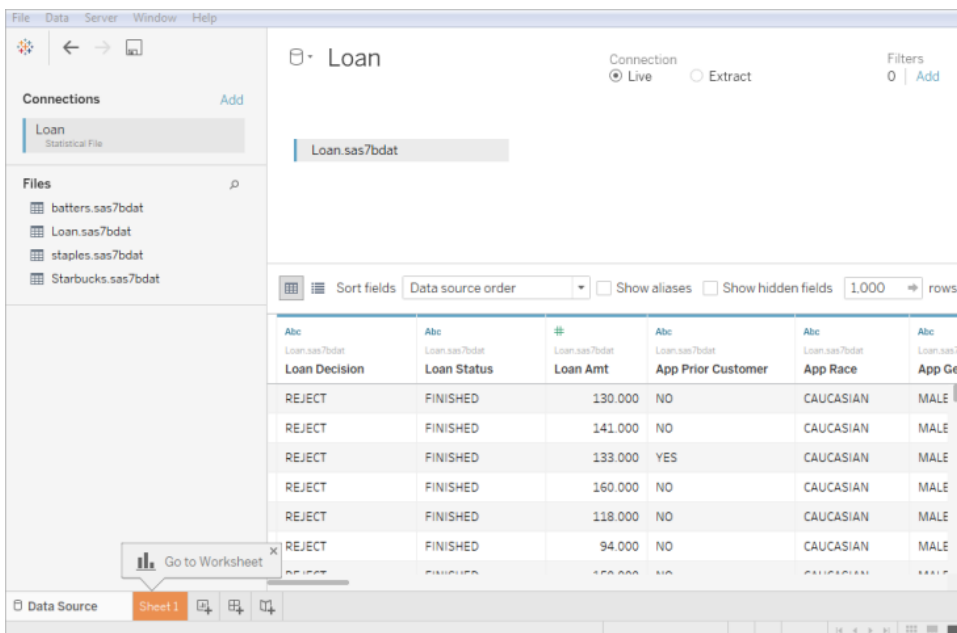 File Data Server Window Help
Connections Add
Loan
Statistical File
Files
batters.sas7bdat
Loan.sas7bdat
staples.sas7bdat
Starbucks.sas7bdat
Loan
Connection
Live Extract
Filters
0 Add
Loan.sas7bdat
Sort fields Data source order Show aliases Show hidden fields 1,000 rows
Abc Abc # Abc Abc Abc
Loan.sas7bdat Loan.sas7bdat Loan.sas7bdat Loan.sas7bdat Loan.sas7bdat Loan.sas7
Loan Decision Loan Status Loan Amt App Prior Customer App Race App Ge
REJECT FINISHED 130.000 NO CAUCASIAN MALE
REJECT FINISHED 141.000 NO CAUCASIAN MALE
REJECT FINISHED 133.000 YES CAUCASIAN MALE
REJECT FINISHED 160.000 NO CAUCASIAN MALE
REJECT FINISHED 118.000 NO CAUCASIAN MALE
REJECT FINISHED 94.000 NO CAUCASIAN MALE
Go to Worksheet
Data Source Sheet 1